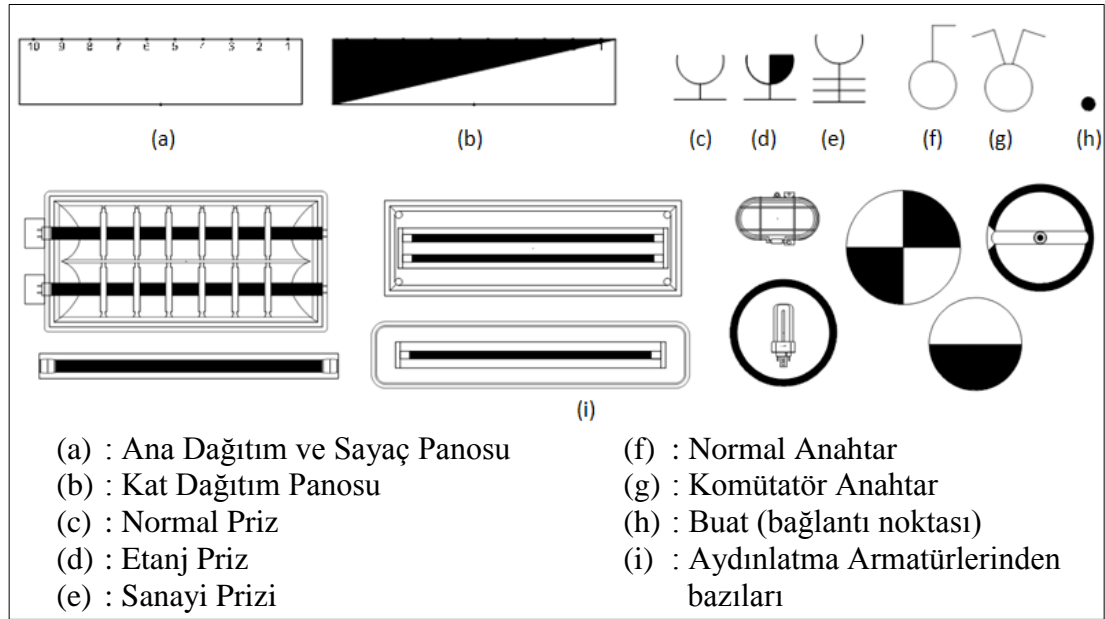 10 9 8 7 6 5 4 3 2 1
(a) (b) (c) (d) (e) (f) (g) (h)
(i)
(a) : Ana Dağıtım ve Sayaç Panosu
(b) : Kat Dağıtım Panosu
(c) : Normal Priz
(d) : Etanj Priz
(e) : Sanayi Prizi
(f) : Normal Anahtar
(g) : Komütatör Anahtar
(h) : Buat (bağlantı noktası)
(i) : Aydınlatma Armatürlerinden
bazıları